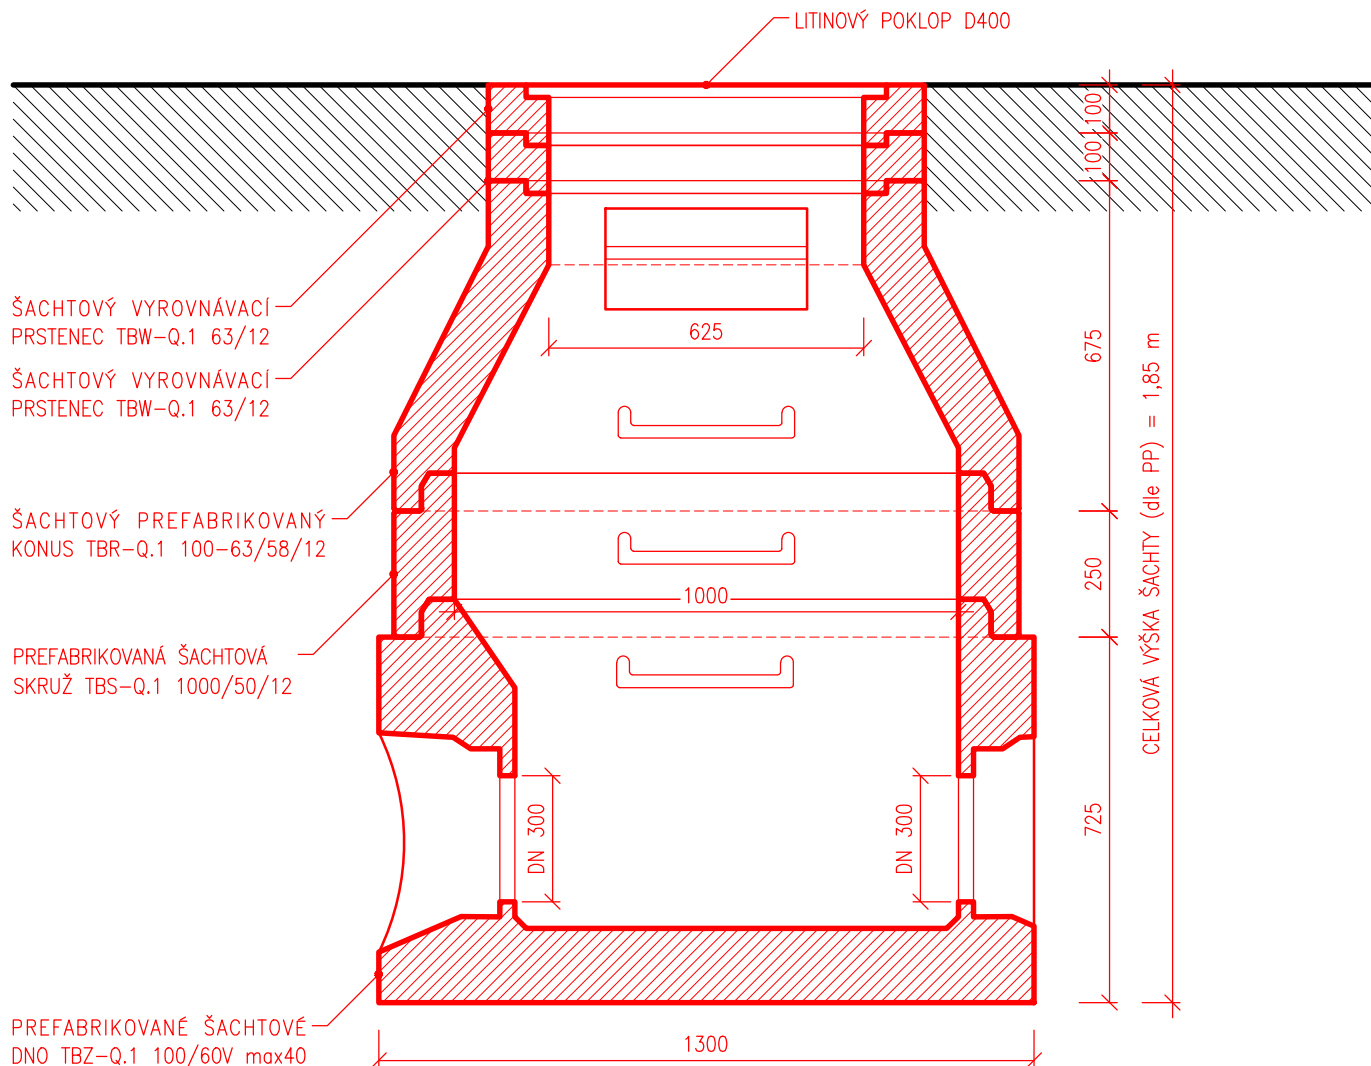 LITINOVÝ POKLOP D400
100
100
ŠACHTOVÝ VYROVNÁVACÍ
PRSTENEC TBW-Q.1 63/12
625
675
ŠACHTOVÝ VYROVNÁVACÍ
PRSTENEC TBW-Q.1 63/12
CELKOVÁ VÝŠKA ŠACHTY (dle PP) = 1,85 m
ŠACHTOVÝ PREFABRIKOVANÝ
KONUS TBR-Q.1 100-63/58/12
250
1000
PREFABRIKOVANÁ ŠACHTOVÁ
SKRUŽ TBS-Q.1 1000/50/12
DN 300
DN 300
725
PREFABRIKOVANÉ ŠACHTOVÉ
DNO TBZ-Q.1 100/60V max40
1300